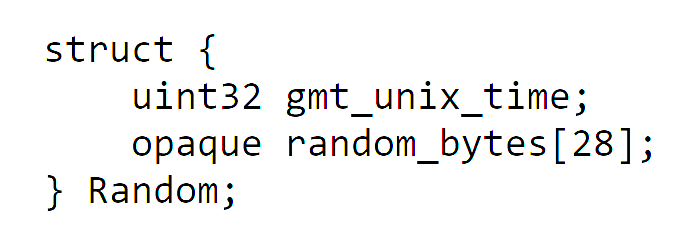 struct {
    uint32 gmt_unix_time;
    opaque random_bytes[28];
} Random;